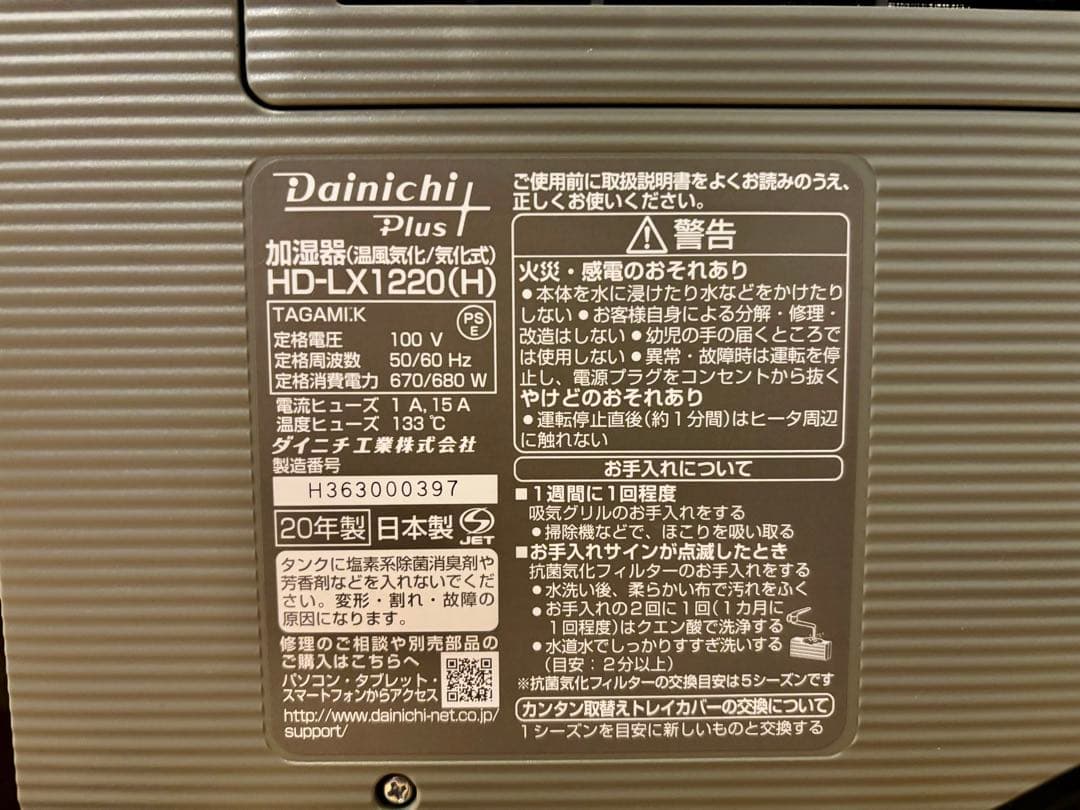 Dainichi
Plus
加湿器(温風気化/気化式)
HD-LX1220(H)
TAGAMI.K
PS
E
定格電圧 100 V
定格周波数 50/60 Hz
定格消費電力 670/680 W
電流ヒューズ 1 A,15 A
温度ヒューズ 133 ℃
ダイニチ工業株式会社
製造番号
H363000397
20年製 日本製
JET
タンクに塩素系除菌消臭剤や
芳香剤などを入れないでくだ
さい。変形・割れ・故障の
原因になります。
修理のご相談や別売部品の
ご購入はこちらへ
パソコン・タブレット・
スマートフォンからアクセス
http://www.dainichi-net.co.jp/
support/
ご使用前に取扱説明書をよくお読みのうえ、
正しくお使いください。
警告
火災・感電のおそれあり
●本体を水に浸けたり水などをかけたり
しない●お客様自身による分解・修理・
改造はしない●幼児の手の届くところで
は使用しない●異常・故障時は運転を停
止し、電源プラグをコンセントから抜く
やけどのおそれあり
●運転停止直後(約1分間)はヒータ周辺
に触れない
お手入れについて
■1週間に1回程度
吸気グリルのお手入れをする
●掃除機などで、ほこりを吸い取る
■お手入れサインが点滅したとき
抗菌気化フィルターのお手入れをする
●水洗い後、柔らかい布で汚れをふく
●お手入れの2回に1回(1カ月に
1回程度)はクエン酸で洗浄する
●水道水でしっかりすすぎ洗いする
(目安:2分以上)
※抗菌気化フィルターの交換目安は5シーズンです
カンタン取替えトレイカバーの交換について
1シーズンを目安に新しいものと交換する